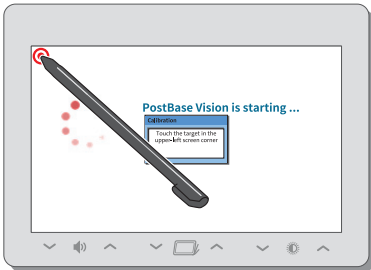 PostBase Vision is starting ...
Calibration
Touch the target in the
upper-left screen corner